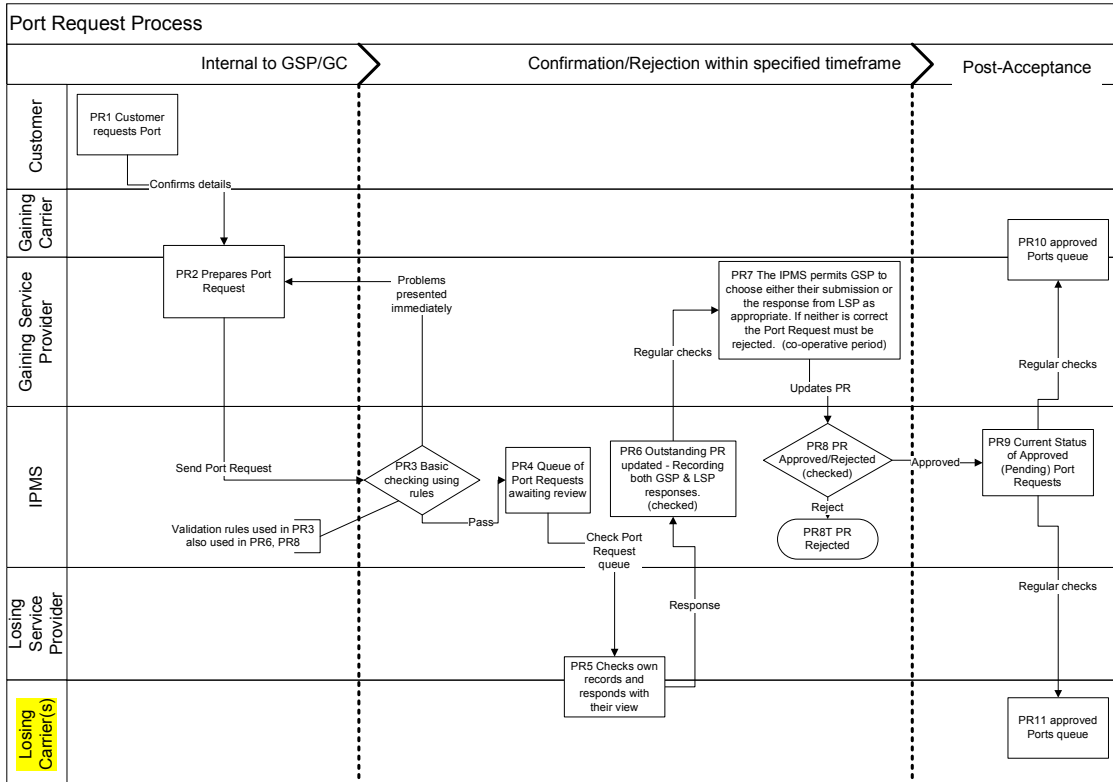 Port Request Process
Internal to GSP/GC
Confirmation/Rejection within specified timeframe
Post-Acceptance
Customer
PR1 Customer
requests Port
Confirms details
Gaining
Carrier
PR2 Prepares Port
Request
PR10 approved
Ports queue
Gaining Service
Provider
Problems
presented
immediately
PR7 The IPMS permits GSP to
choose either their submission or
the response from LSP as
appropriate. If neither is correct
the Port Request must be
rejected.  (co-operative period)
Regular checks
Regular checks
Updates PR
IPMS
Send Port Request
PR3 Basic
checking using
rules
Pass
Validation rules used in PR3
also used in PR6, PR8
PR4 Queue of
Port Requests
awaiting review
PR6 Outstanding PR
updated - Recording
both GSP & LSP
responses.
(checked)
PR8 PR
Approved/Rejected
(checked)
Approved
Reject
PR8T PR
Rejected
PR9 Current Status
of Approved
(Pending) Port
Requests
Check Port
Request
queue
Losing
Service
Provider
Response
Regular checks
PR5 Checks own
records and
responds with
their view
Losing
Carrier(s)
PR11 approved
Ports queue